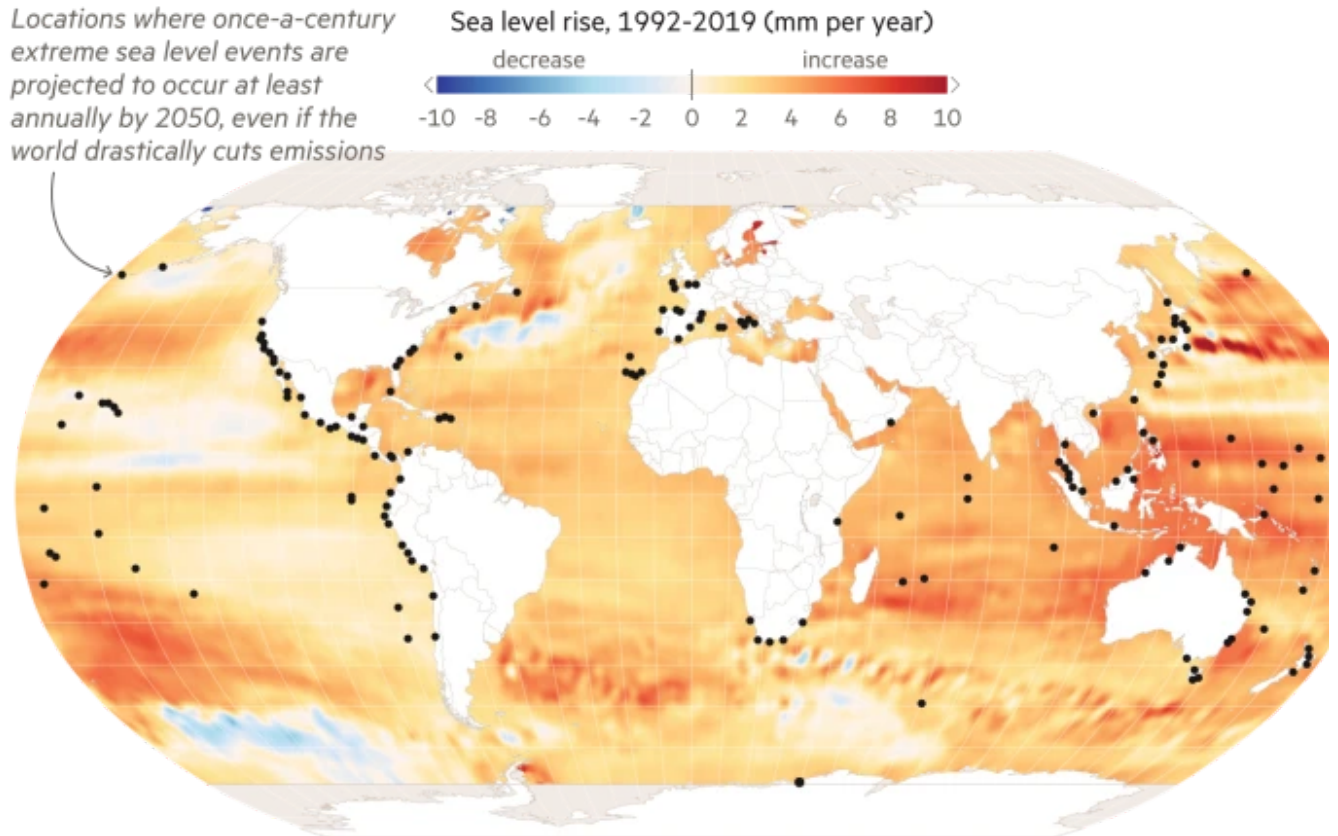 Locations where once-a-century
extreme sea level events are
projected to occur at least
annually by 2050, even if the
world drastically cuts emissions
Sea level rise, 1992-2019 (mm per year)
decrease increase
-10 -8 -6 -4 -2 0 2 4 6 8 10